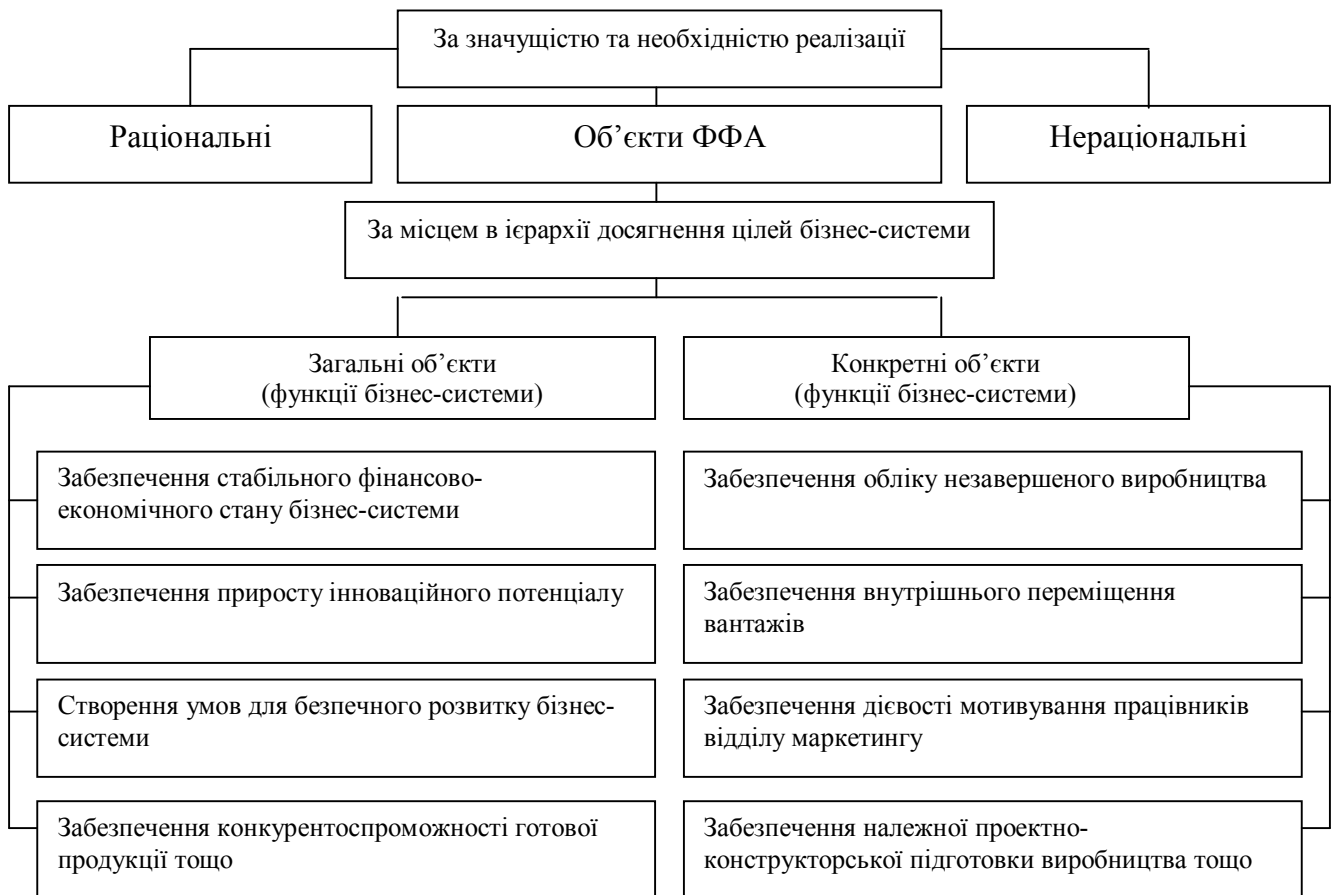 За значущістю та необхідністю реалізації
Раціональні
Об’єкти ФФА
Нераціональні
За місцем в ієрархії досягнення цілей бізнес-системи
Загальні об’єкти
(функції бізнес-системи)
Конкретні об’єкти
(функції бізнес-системи)
Забезпечення стабільного фінансово-
економічного стану бізнес-системи
Забезпечення обліку незавершеного виробництва
Забезпечення приросту інноваційного потенціалу
Забезпечення внутрішнього переміщення
вантажів
Створення умов для безпечного розвитку бізнес-
системи
Забезпечення дієвості мотивування працівників
відділу маркетингу
Забезпечення конкурентоспроможності готової
продукції тощо
Забезпечення належної проектно-
конструкторської підготовки виробництва тощо